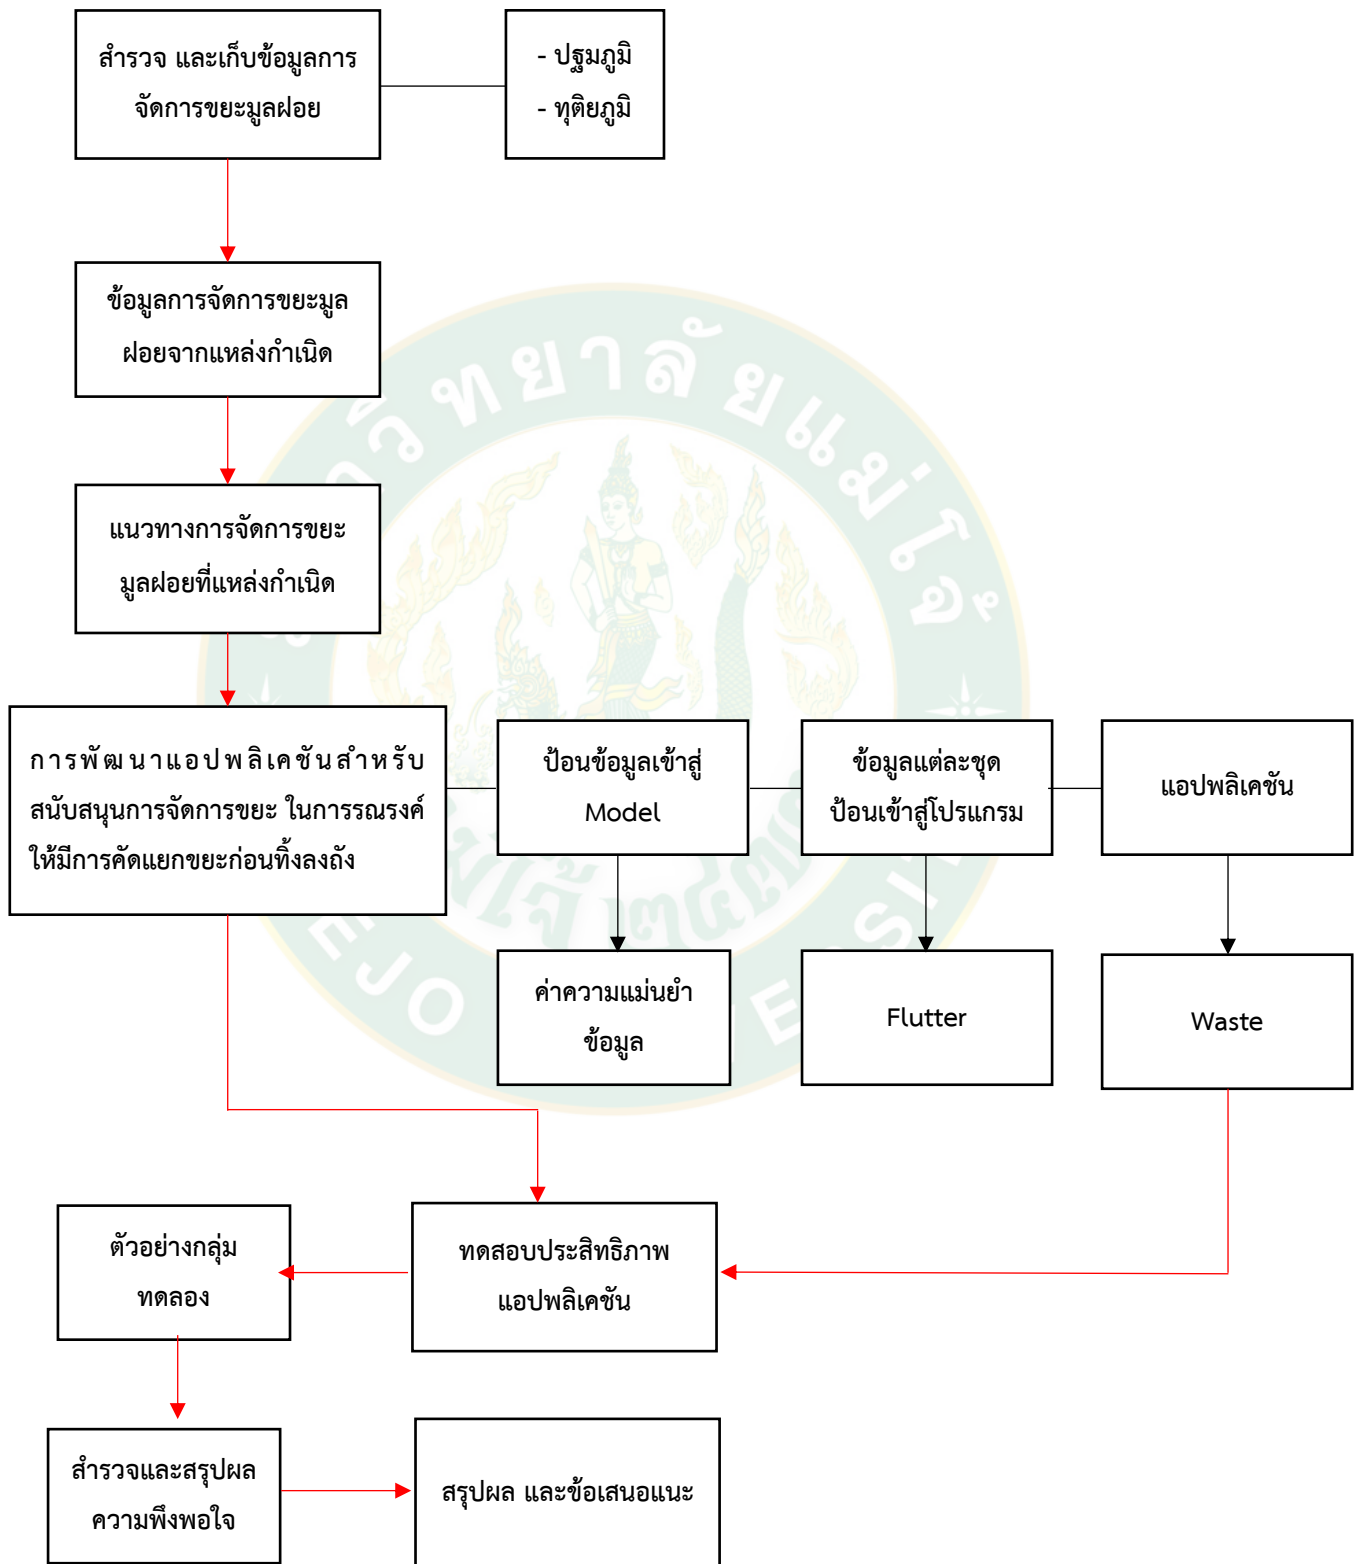 สำรวจ และเก็บข้อมูลการ
จัดการขยะมูลฝอย
- ปฐมภูมิ
- ทุติยภูมิ
ข้อมูลการจัดการขยะมูล
ฝอยจากแหล่งกำเนิด
แนวทางการจัดการขยะ
มูลฝอยที่แหล่งกำเนิด
การพัฒนาแอปพลิเคชันสำหรับ
สนับสนุนการจัดการขยะ ในการรณรงค์
ให้มีการคัดแยกขยะก่อนทิ้งลงถัง
ป้อนข้อมูลเข้าสู่
Model
ข้อมูลแต่ละชุด
ป้อนเข้าสู่โปรแกรม
แอปพลิเคชัน
ค่าความแม่นยำ
ข้อมูล
Flutter
Waste
ตัวอย่างกลุ่ม
ทดลอง
ทดสอบประสิทธิภาพ
แอปพลิเคชัน
สำรวจและสรุปผล
ความพึงพอใจ
สรุปผล และข้อเสนอแนะ